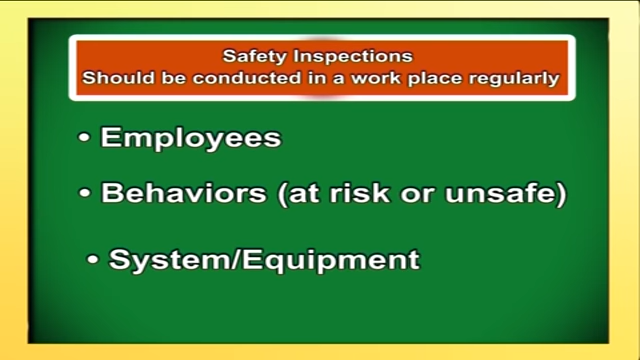 Safety Inspections
Should be conducted in a work place regularly
• Employees
• Behaviors (at risk or unsafe)
• System/Equipment